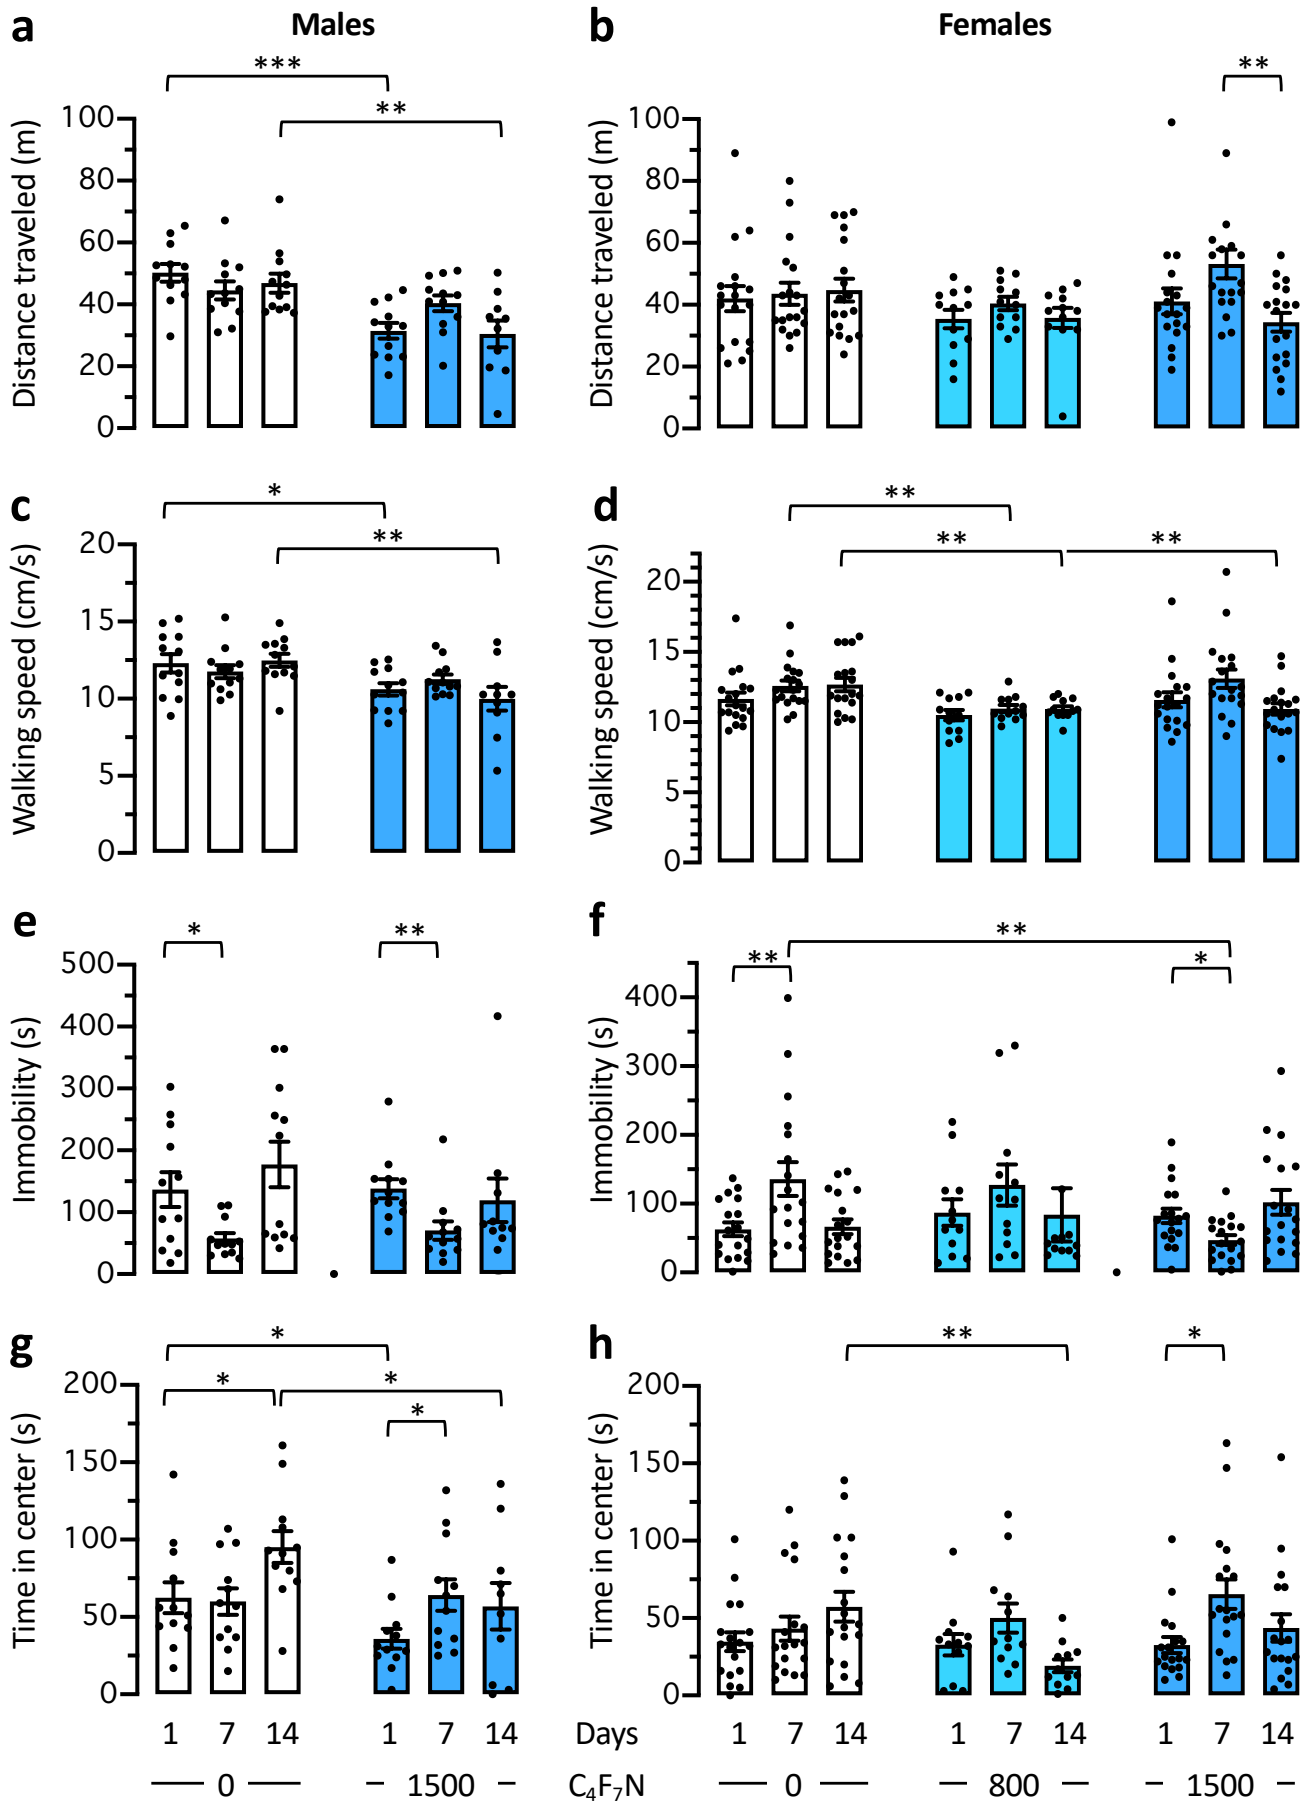 a Males b Females
*** **
**
Distance traveled (m) 100 80 60 40 20 0
Distance traveled (m) 100 80 60 40 20 0
c * ** d ** ** **
Walking speed (cm/s) 20 15 10 5 0
Walking speed (cm/s) 20 15 10 5 0
e * ** f ** ** *
Immobility (s) 500 400 300 200 100 0
Immobility (s) 400 300 200 100 0
g * * * * h ** *
Time in center (s) 200 150 100 50 0
Time in center (s) 200 150 100 50 0
1 7 14 1 7 14 Days 1 7 14 1 7 14 1 7 14
0 1500 C₄F₇N 0 800 1500